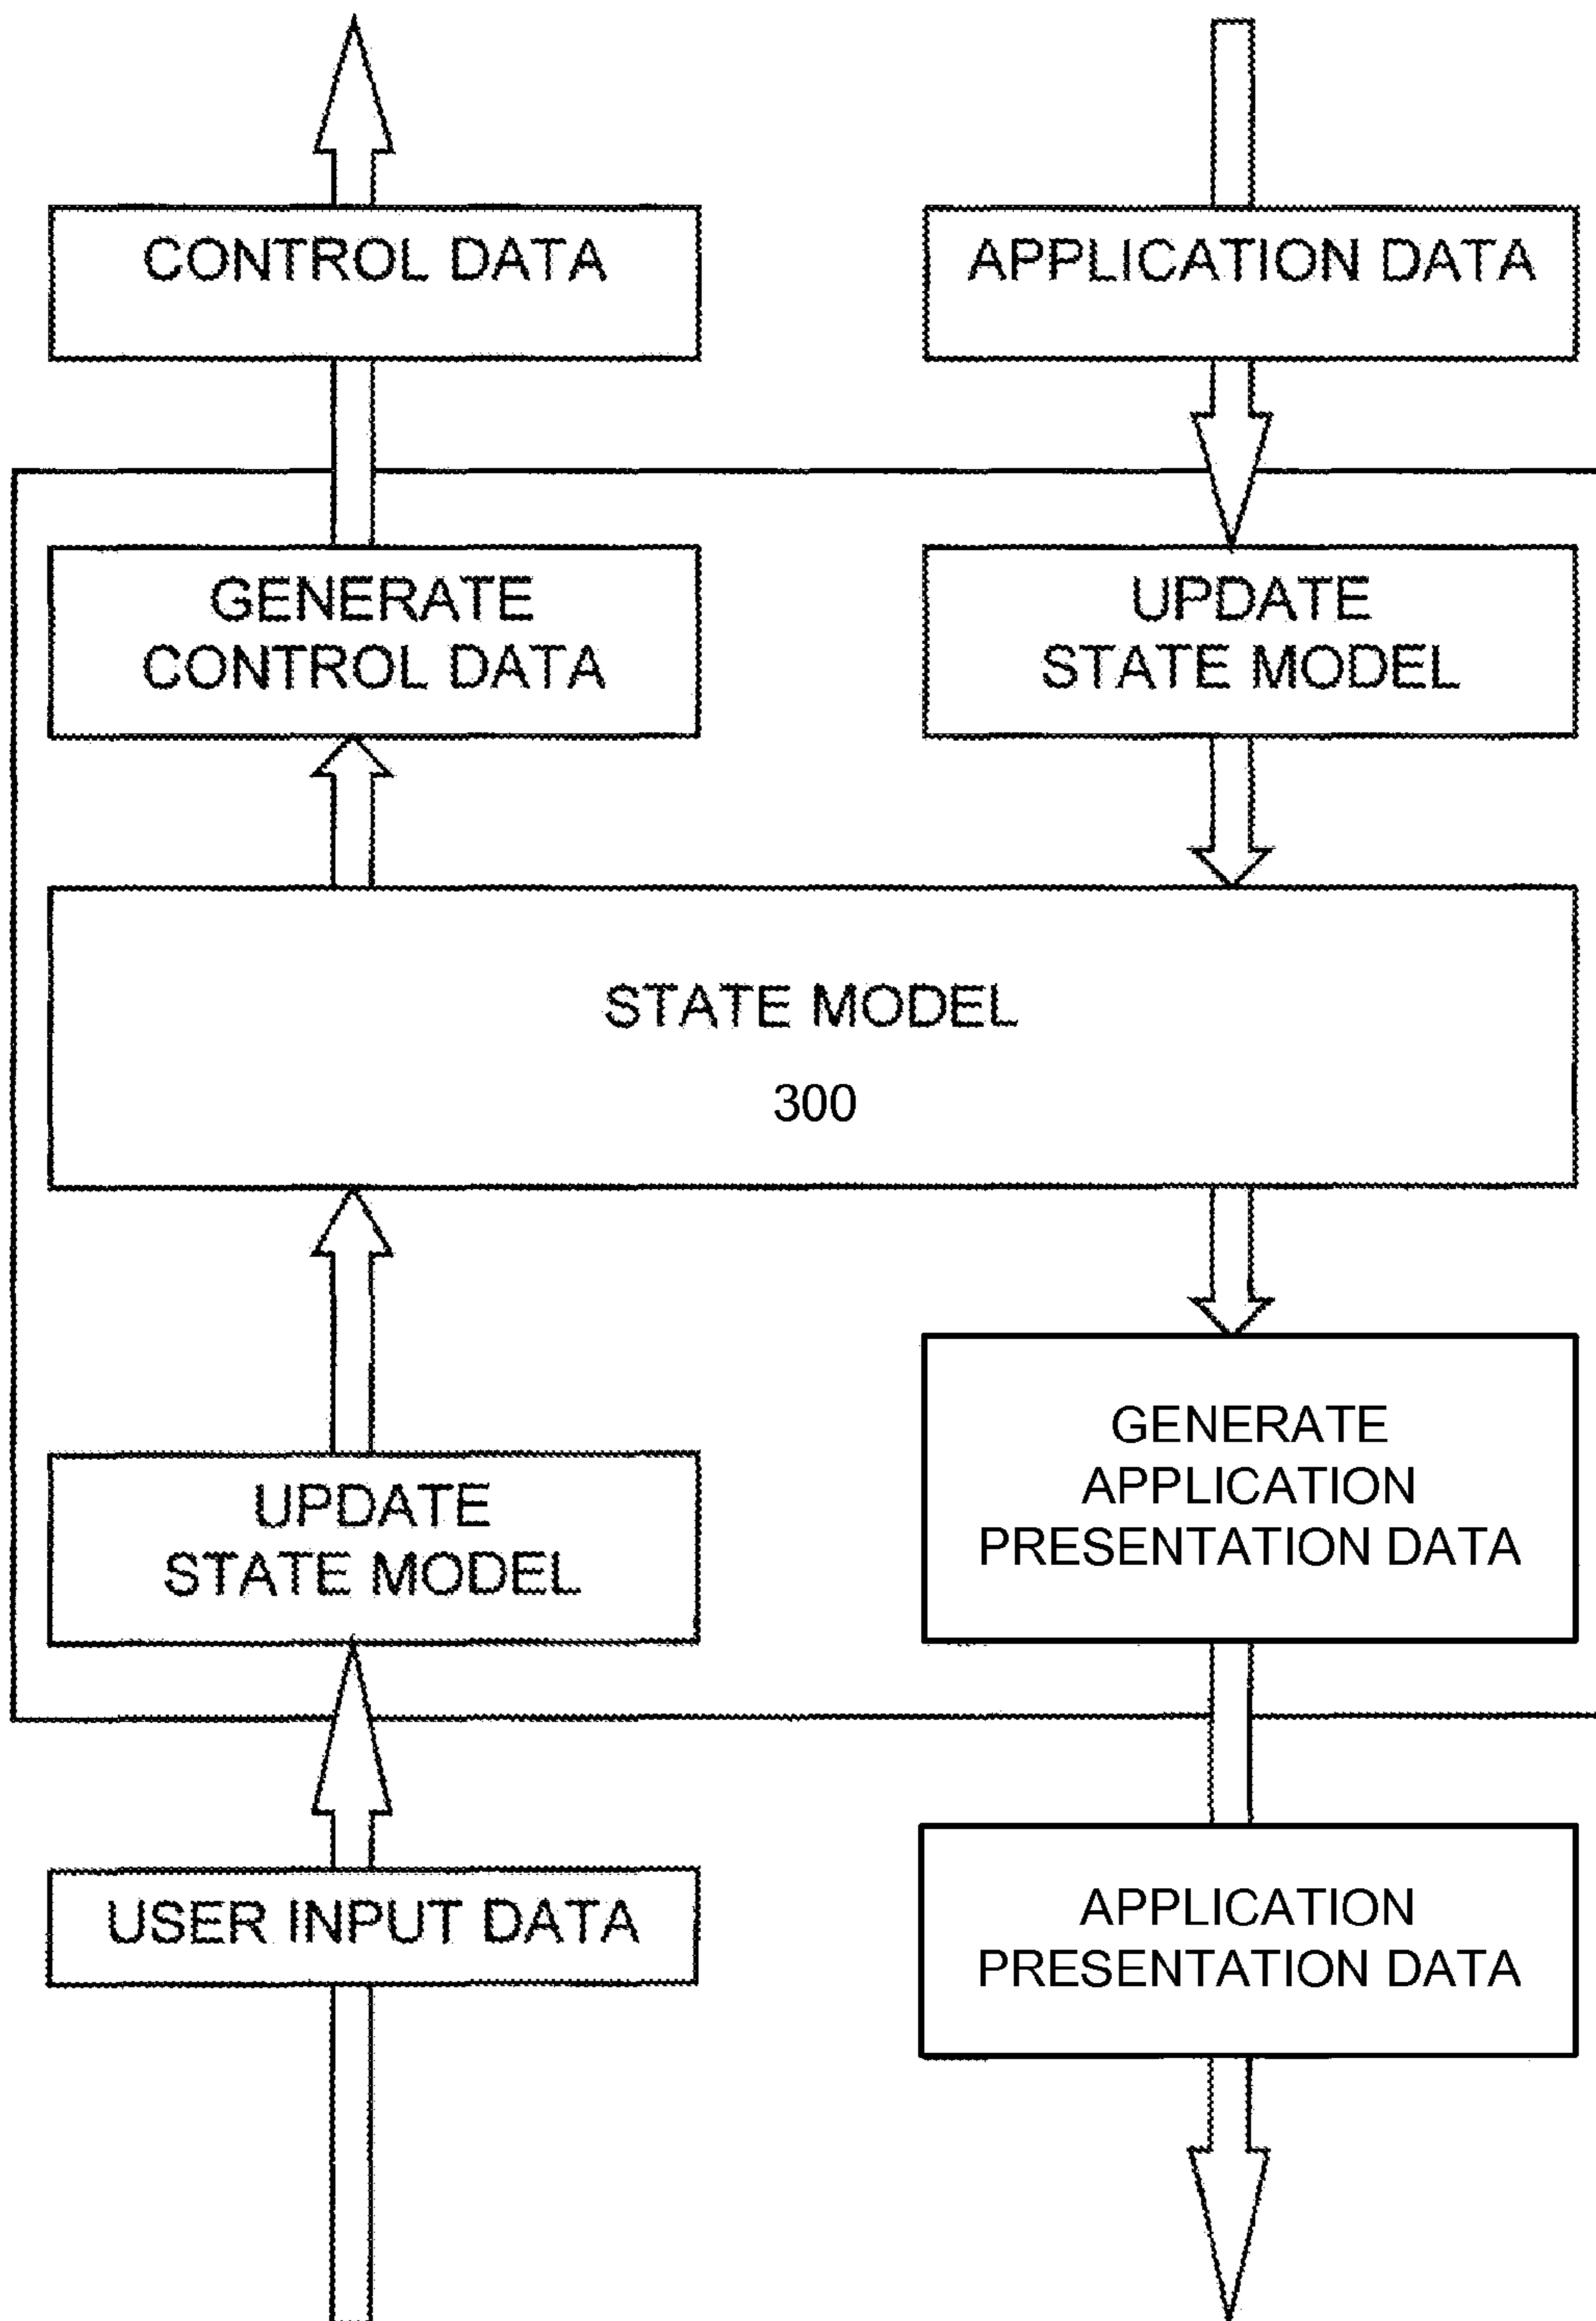 CONTROL DATA
APPLICATION DATA
GENERATE
CONTROL DATA
UPDATE
STATE MODEL
STATE MODEL
300
UPDATE
STATE MODEL
GENERATE
APPLICATION
PRESENTATION DATA
USER INPUT DATA
APPLICATION
PRESENTATION DATA